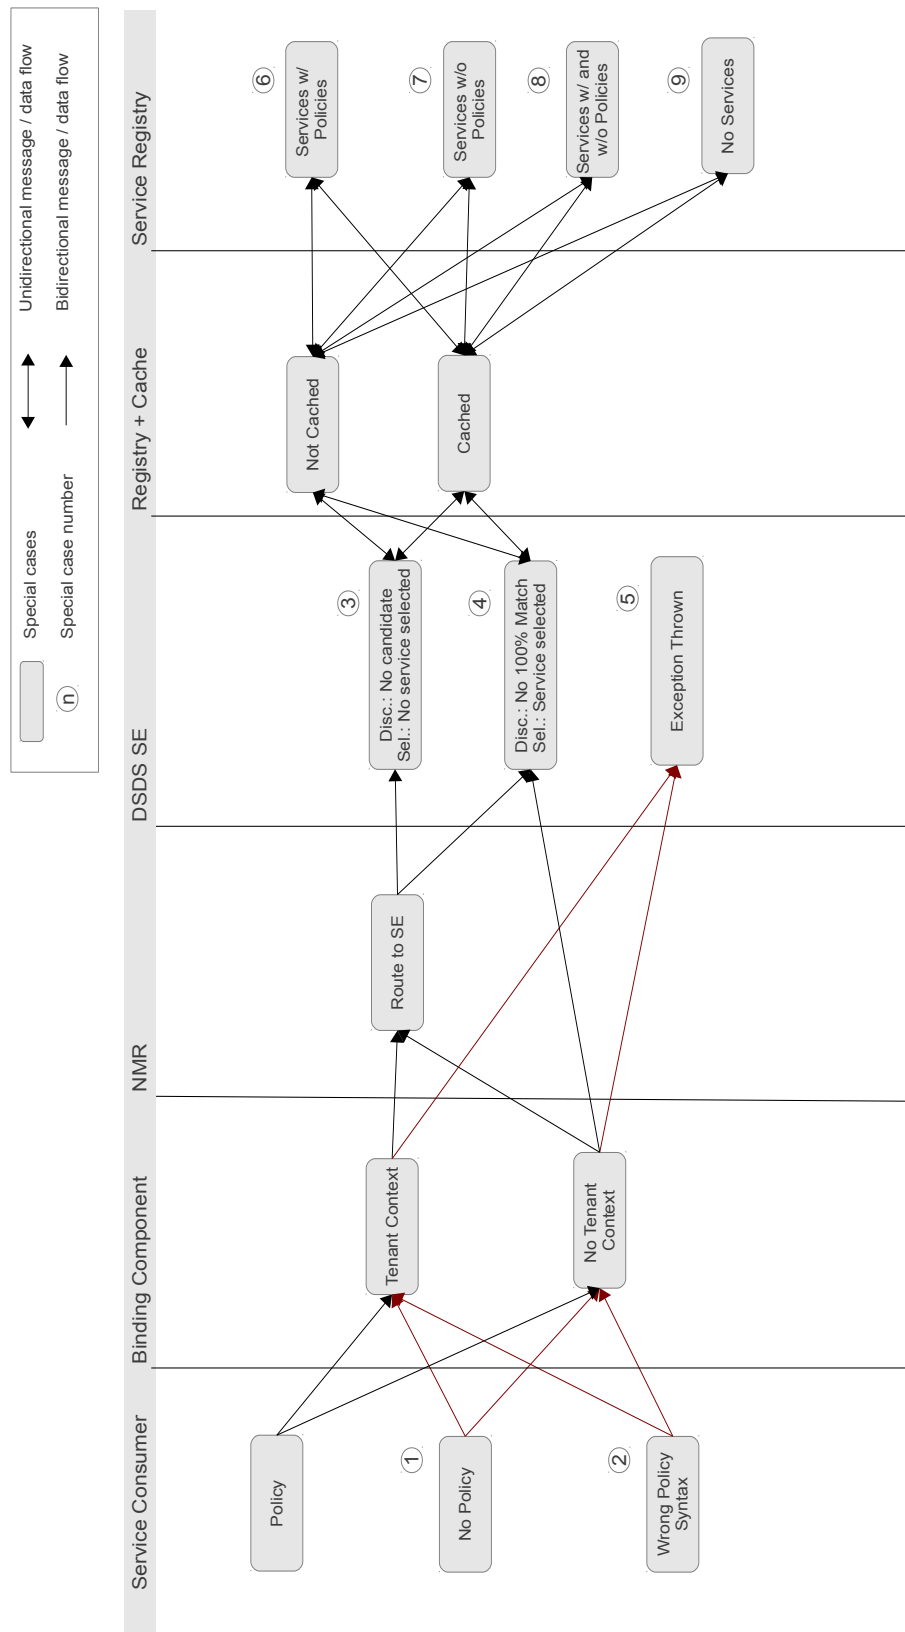 Special cases
Unidirectional message / data flow
n
Special case number
Bidirectional message / data flow
Service Consumer
Binding Component
NMR
DSDS SE
Registry + Cache
Service Registry
Policy
1
No Policy
2
Wrong Policy
Syntax
Tenant Context
No Tenant
Context
Route to SE
3
Disc.: No candidate
Sel.: No service selected
4
Disc.: No 100% Match
Sel.: Service selected
5
Exception Thrown
Not Cached
Cached
6
Services w/
Policies
7
Services w/o
Policies
8
Services w/ and
w/o Policies
9
No Services